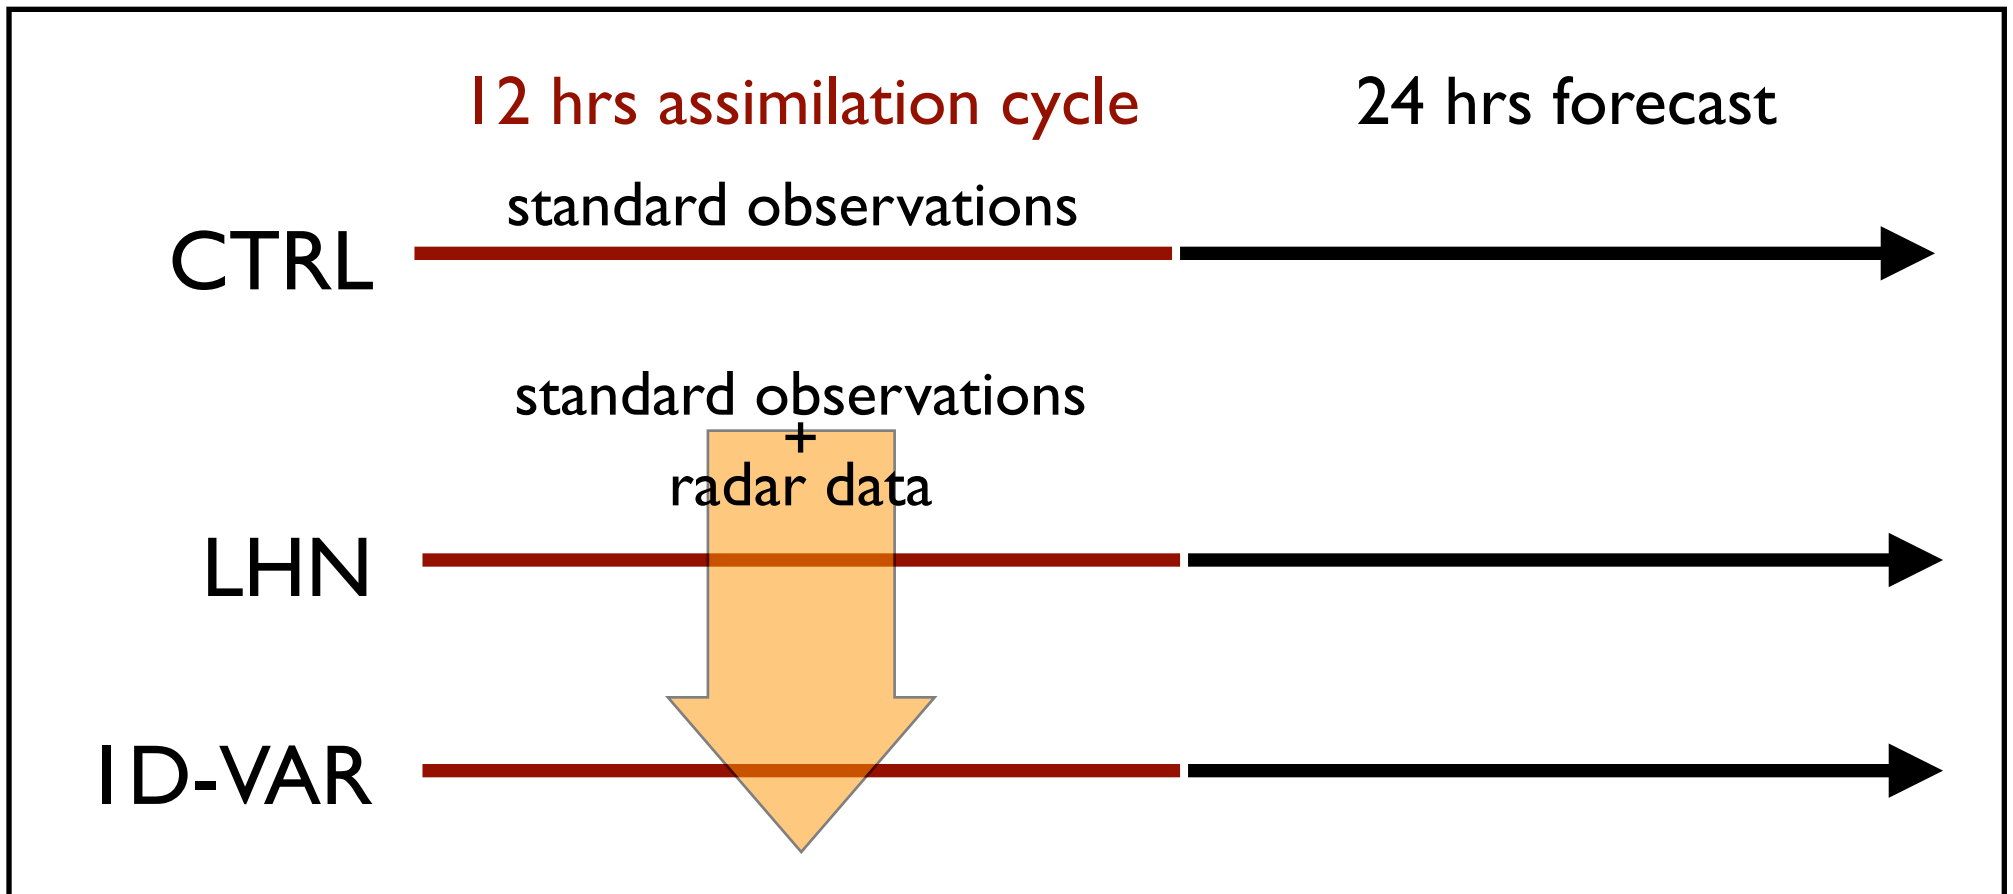 12 hrs assimilation cycle 24 hrs forecast
standard observations
CTRL
standard observations
+
radar data
LHN
1D-VAR